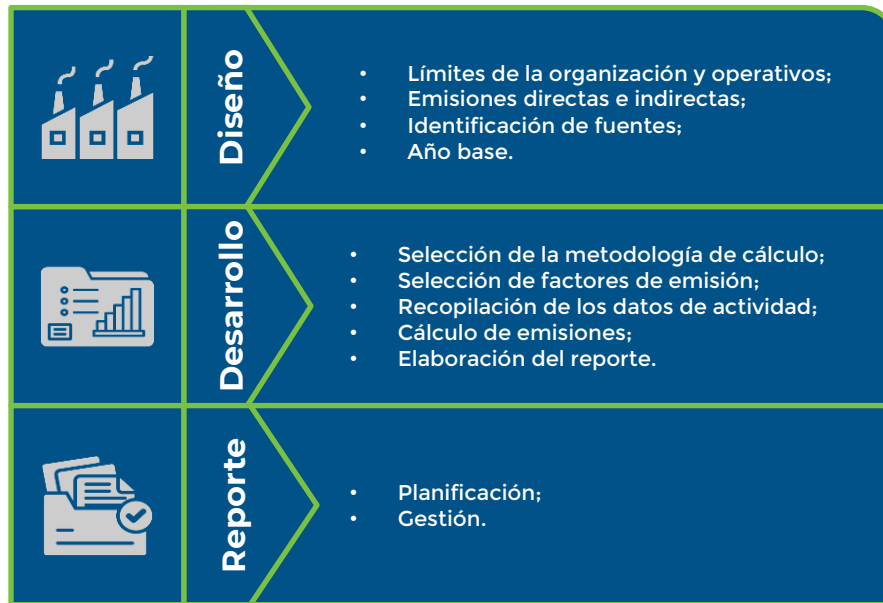 Diseño
• Límites de la organización y operativos;
• Emisiones directas e indirectas;
• Identificación de fuentes;
• Año base.
Desarrollo
• Selección de la metodología de cálculo;
• Selección de factores de emisión;
• Recopilación de los datos de actividad;
• Cálculo de emisiones;
• Elaboración del reporte.
Reporte
• Planificación;
• Gestión.